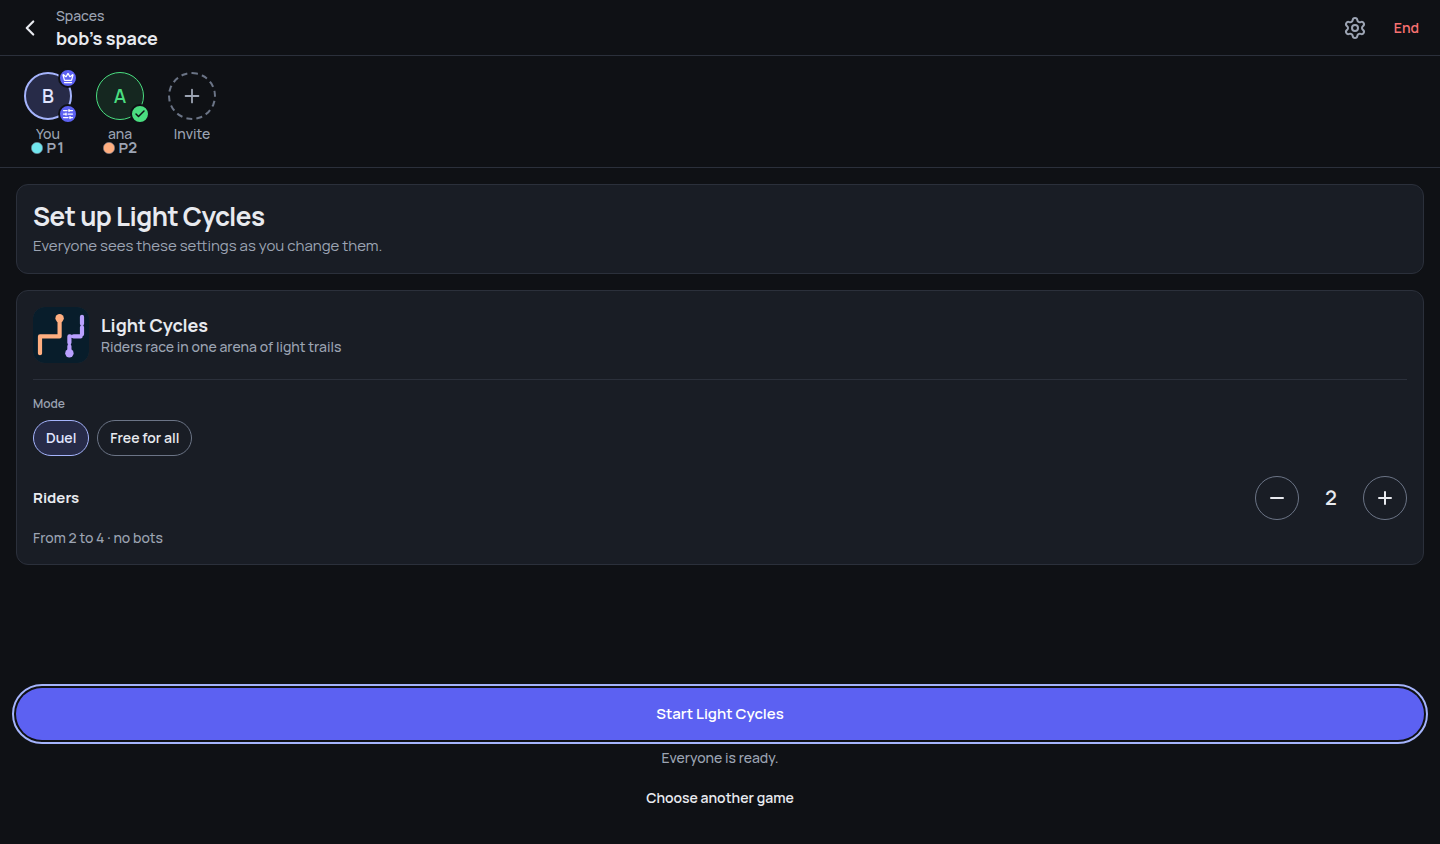 Spaces
bob's space
End
B
A
You
ana
Invite
P1
P2
Set up Light Cycles
Everyone sees these settings as you change them.
Light Cycles
Riders race in one arena of light trails
Mode
Duel
Free for all
Riders
2
From 2 to 4 · no bots
Start Light Cycles
Everyone is ready.
Choose another game